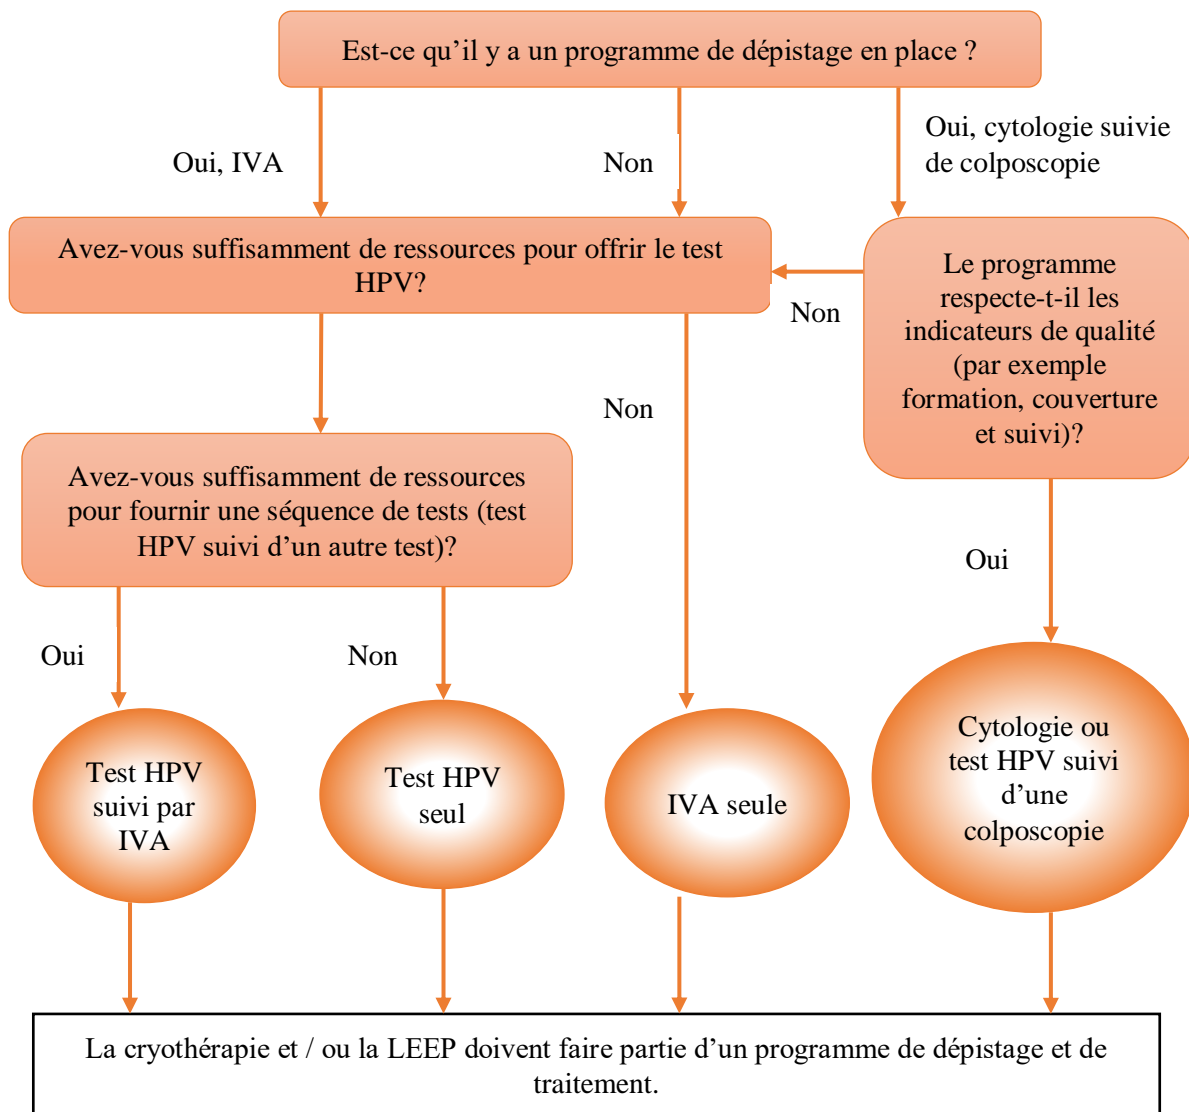 Est-ce qu’il y a un programme de dépistage en place ?
Oui, IVA
Non
Oui, cytologie suivie
de colposcopie
Avez-vous suffisamment de ressources pour offrir le test
HPV?
Non
Le programme
respecte-t-il les
indicateurs de qualité
(par exemple
formation, couverture
et suivi)?
Non
Avez-vous suffisamment de ressources
pour fournir une séquence de tests (test
HPV suivi d’un autre test)?
Oui
Oui
Non
Test HPV
suivi par
IVA
Test HPV
seul
IVA seule
Cytologie ou
test HPV suivi
d’une
colposcopie
La cryothérapie et / ou la LEEP doivent faire partie d’un programme de dépistage et de
traitement.